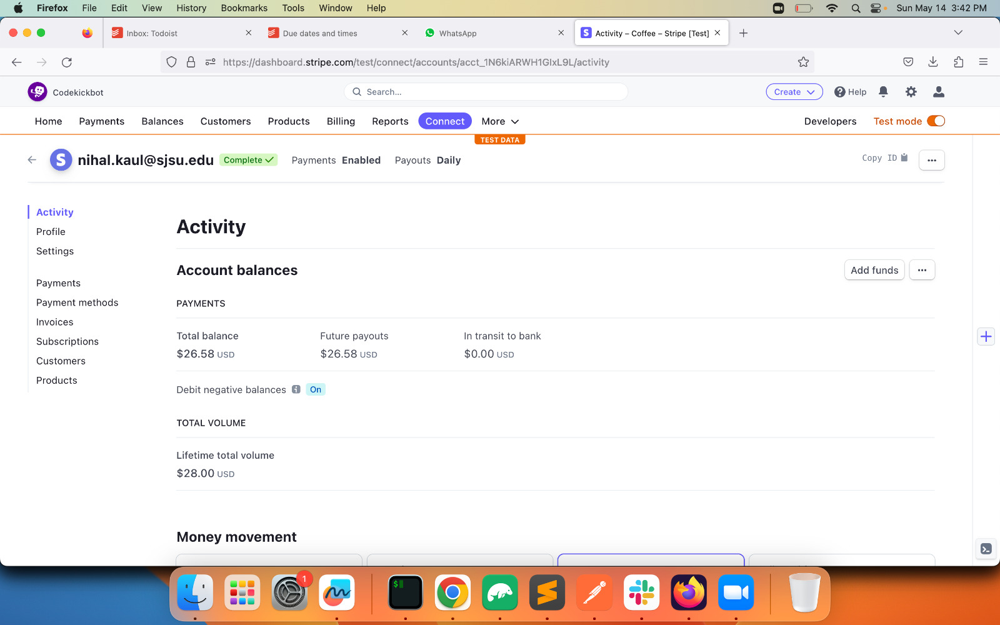 Firefox File Edit View History Bookmarks Tools Window Help Sun May 14 3:42 PM
Inbox: Todoist Due dates and times WhatsApp Activity – Coffee – Stripe [Test]
https://dashboard.stripe.com/test/connect/accounts/acct_1N6kiARWH1GIxL9L/activity
Codekickbot Search... Create Help
Home Payments Balances Customers Products Billing Reports Connect More Developers Test mode
TEST DATA
nihal.kaul@sjsu.edu Complete Payments Enabled Payouts Daily Copy ID
Activity
Profile
Settings
Payments
Payment methods
Invoices
Subscriptions
Customers
Products
Activity
Account balances Add funds
PAYMENTS
Total balance Future payouts In transit to bank
$26.58 USD $26.58 USD $0.00 USD
Debit negative balances On
TOTAL VOLUME
Lifetime total volume
$28.00 USD
Money movement
1
$